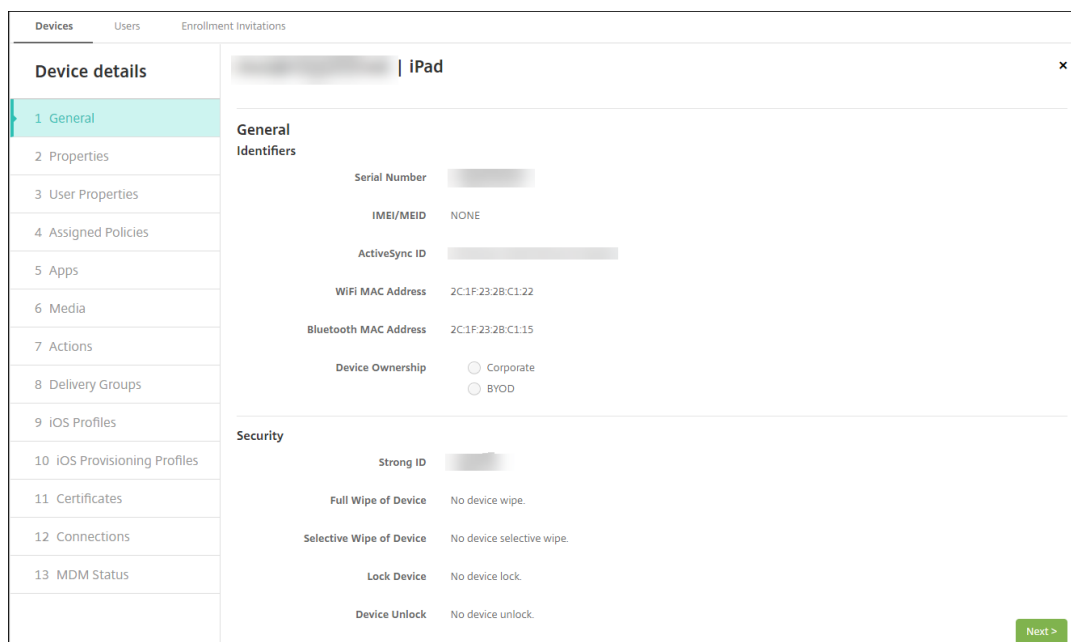 Devices Users Enrollment Invitations
Device details
1 General
2 Properties
3 User Properties
4 Assigned Policies
5 Apps
6 Media
7 Actions
8 Delivery Groups
9 iOS Profiles
10 iOS Provisioning Profiles
11 Certificates
12 Connections
13 MDM Status
| iPad
×
General
Identifiers
Serial Number
IMEI/MEID NONE
ActiveSync ID
WiFi MAC Address 2C:1F:23:2B:C1:22
Bluetooth MAC Address 2C:1F:23:2B:C1:15
Device Ownership Corporate
BYOD
Security
Strong ID
Full Wipe of Device No device wipe.
Selective Wipe of Device No device selective wipe.
Lock Device No device lock.
Device Unlock No device unlock.
Next >